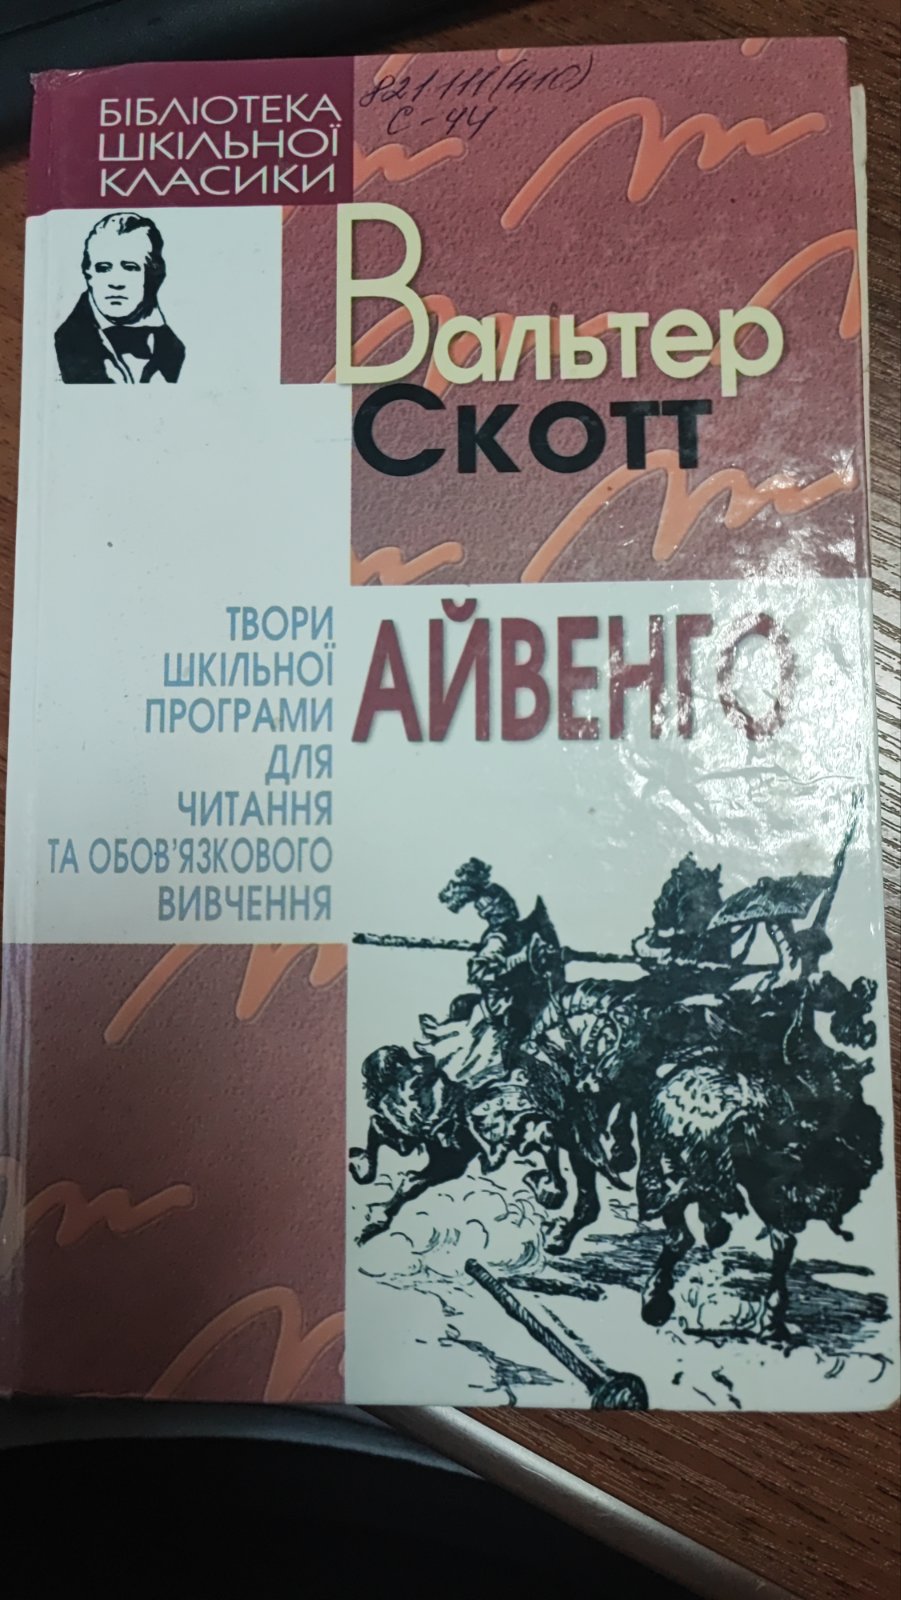 БІБЛІОТЕКА
ШКІЛЬНОЇ
КЛАСИКИ
821.111(410)
С-44
Вальтер
Скотт
АЙВЕНГО
ТВОРИ
ШКІЛЬНОЇ
ПРОГРАМИ
ДЛЯ
ЧИТАННЯ
ТА ОБОВ'ЯЗКОВОГО
ВИВЧЕННЯ